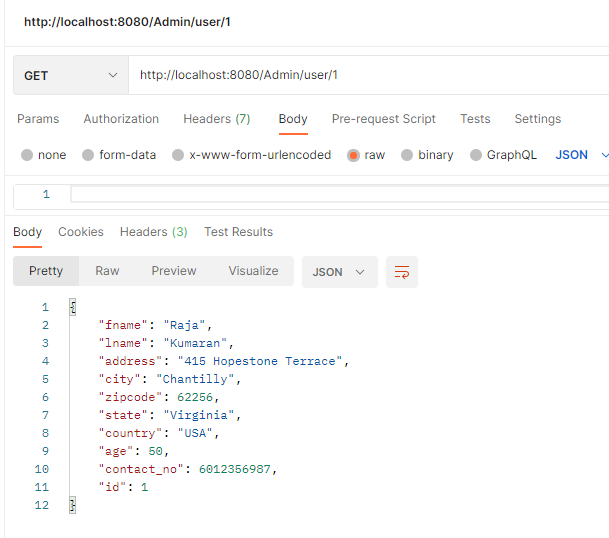 http://localhost:8080/Admin/user/1
GET http://localhost:8080/Admin/user/1
Params Authorization Headers (7) Body Pre-request Script Tests Settings
none form-data x-www-form-urlencoded raw binary GraphQL JSON
1
Body Cookies Headers (3) Test Results
Pretty Raw Preview Visualize JSON
1 {
2 "fname": "Raja",
3 "lname": "Kumaran",
4 "address": "415 Hopestone Terrace",
5 "city": "Chantilly",
6 "zipcode": 62256,
7 "state": "Virginia",
8 "country": "USA",
9 "age": 50,
10 "contact_no": 6012356987,
11 "id": 1
12 }